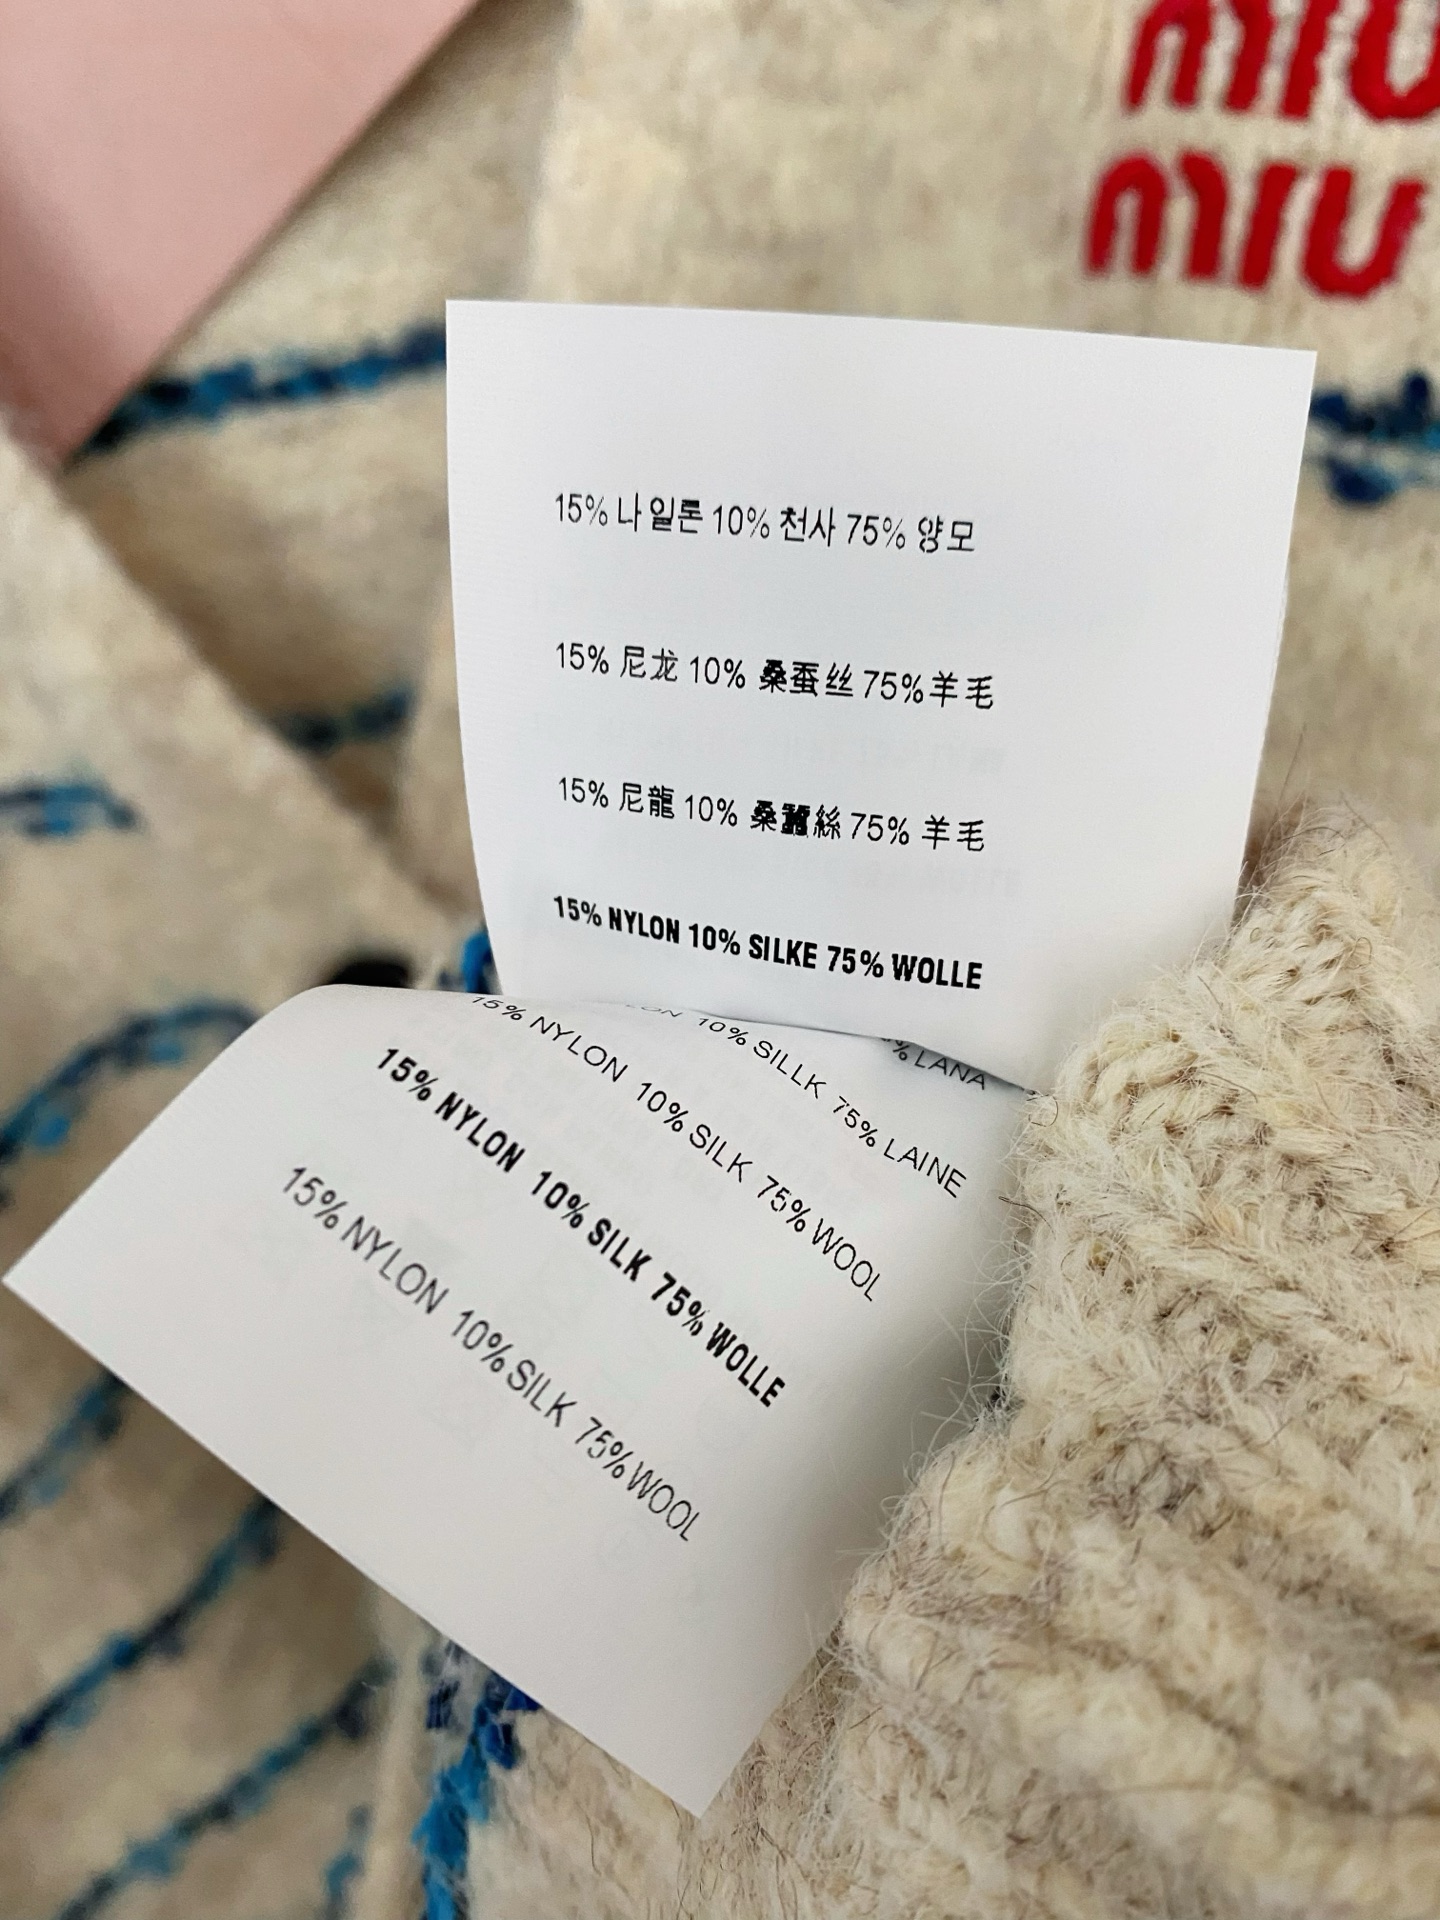 MIU
MIU
15% 나일론 10% 천사 75% 양모
15% 尼龙 10% 桑蚕丝 75% 羊毛
15% 尼龍 10% 桑蠶絲 75% 羊毛
15% NYLON 10% SILKE 75% WOLLE
% LANA
10% SILLK 75% LAINE
15% NYLON 10% SILK 75% WOOL
15% NYLON 10% SILK 75% WOLLE
15% NYLON 10% SILK 75% WOOL